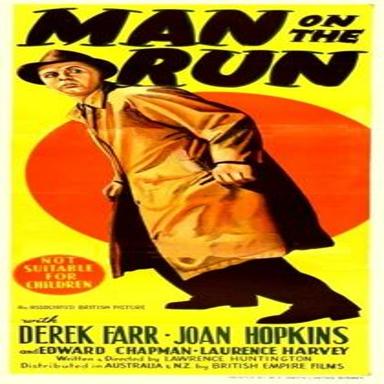 MAN ON
THE
RUN
NOT
SUITABLE
FOR
CHILDREN
An ASSOCIATED BRITISH PICTURE
with
DEREK FARR · JOAN HOPKINS
and EDWARD CHAPMAN · LAURENCE HARVEY
Written & Directed by LAWRENCE HUNTINGTON
Distributed in AUSTRALIA & N.Z. by BRITISH EMPIRE FILMS